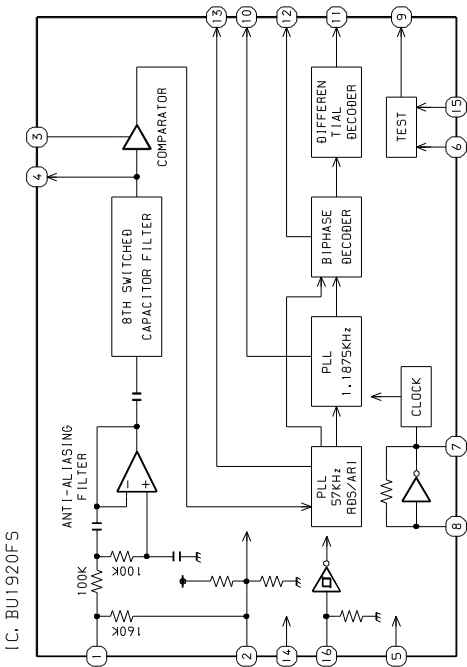 IC, BU1920FS
1
2
14
16
5
160K
100K
100K
ANTI-ALIASING
FILTER
-
+
8TH SWITCHED
CAPACITOR FILTER
COMPARATOR
4
3
PLL
57KHz
RDS/ARI
PLL
1.1875KHz
BIPHASE
DECODER
DIFFEREN
TIAL
DECODER
CLOCK
TEST
8
7
6
15
13
10
12
11
9